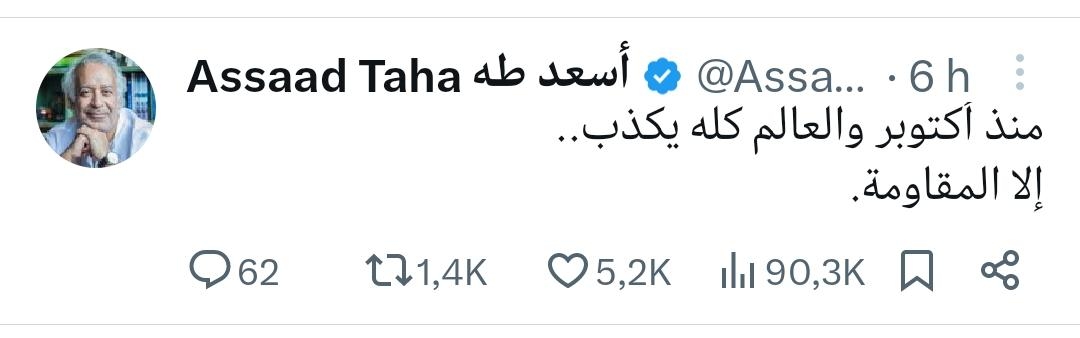 Assaad Taha أسعد طه @Assa... · 6 h
منذ أكتوبر والعالم كله يكذب..
إلا المقاومة.
62 1,4K 5,2K 90,3K